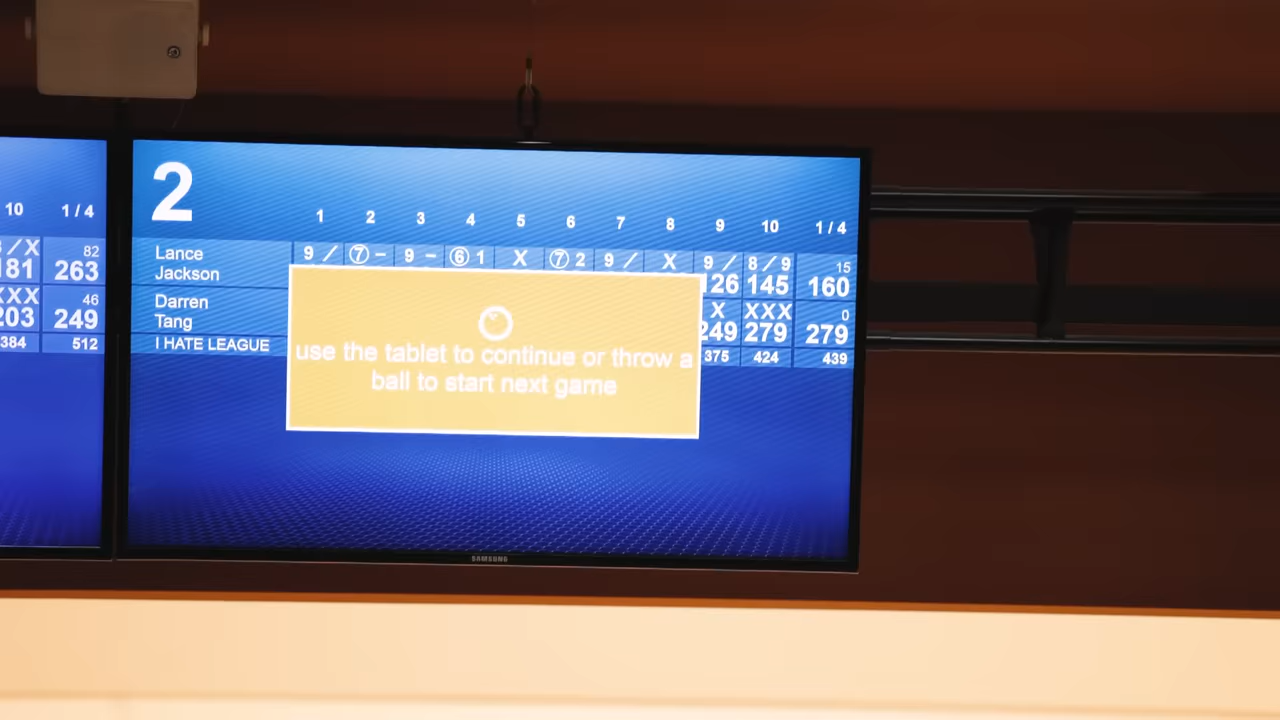 10 1/4
/X 82
181 263
XXX 46
203 249
384 512
2
1 2 3 4 5 6 7 8 9 10 1/4
Lance
Jackson
9 / 7 - 9 - 6 1 X 7 2 9 / X 9 / 8 / 9 15
126 145 160
Darren
Tang
X XXX 0
249 279 279
I HATE LEAGUE
375 424 439
use the tablet to continue or throw a
ball to start next game
SAMSUNG